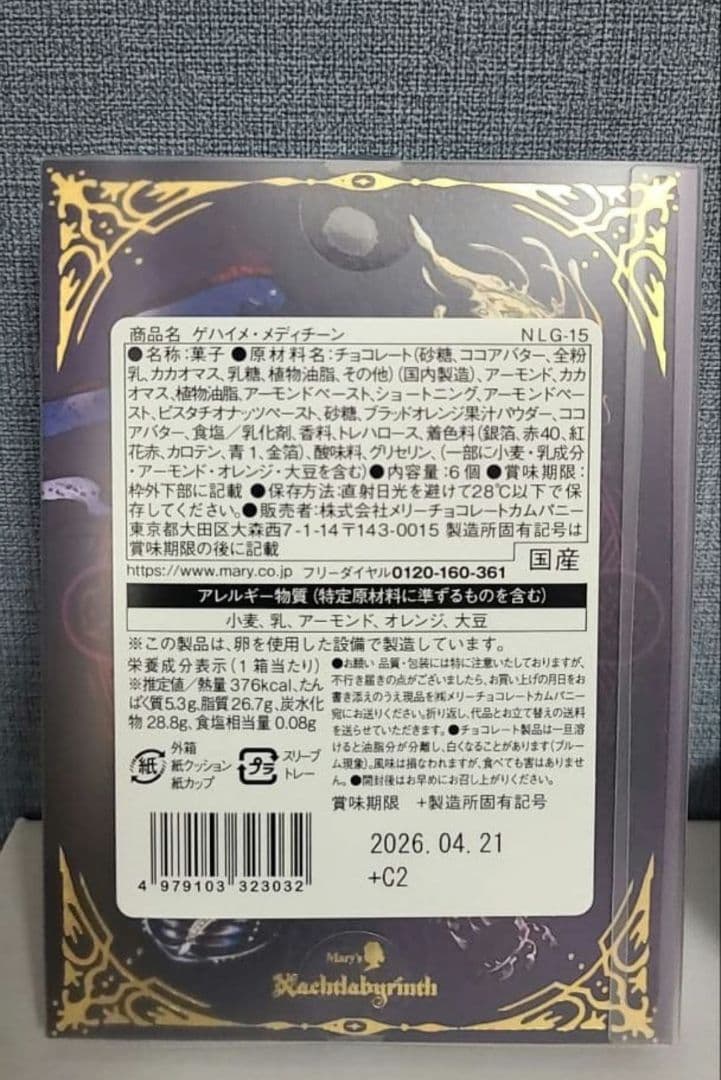 商品名 ゲハイメ・メディチーン NLG-15
●名称:菓子 ●原材料名:チョコレート(砂糖、ココアバター、全粉
乳、カカオマス、乳糖、植物油脂、その他)(国内製造)、アーモンド、カカ
オマス、植物油脂、アーモンドペースト、ショートニング、アーモンドペー
スト、ピスタチオナッツペースト、砂糖、ブラッドオレンジ果汁パウダー、ココ
アバター、食塩/乳化剤、香料、トレハロース、着色料(銀箔、赤40、紅
花赤、カロテン、青1、金箔)、酸味料、グリセリン、(一部に小麦・乳成分
・アーモンド・オレンジ・大豆を含む)●内容量:6個 ●賞味期限:
枠外下部に記載 ●保存方法:直射日光を避けて28℃以下で保
存してください。●販売者:株式会社メリーチョコレートカムパニー
東京都大田区大森西7-1-14〒143-0015 製造所固有記号は
賞味期限の後に記載
国産
https://www.mary.co.jp フリーダイヤル0120-160-361
アレルギー物質(特定原材料に準ずるものを含む)
小麦、乳、アーモンド、オレンジ、大豆
※この製品は、卵を使用した設備で製造しています。
栄養成分表示(1箱当たり)
※推定値/熱量 376kcal、たん
ぱく質5.3g、脂質26.7g、炭水化
物 28.8g、食塩相当量 0.08g
●お願い 品質・包装には特に注意いたしておりますが、
不行き届きの点がございましたら、お買い上げの月日をお
書き添えのうえ現品を㈱メリーチョコレートカムパニー
宛にお送りください。折り返し、代品とお立て替えの送料
を送らせていただきます。●チョコレート製品は一旦溶
けると油脂分が分離し、白くなることがあります(ブルー
ム現象)。風味は損なわれますが、食べても害はありませ
ん。●開封後はお早めにお召し上がりください。
紙
外箱
紙クッション
紙カップ
プラ
スリーブ
トレー
賞味期限 +製造所固有記号
2026.04.21
+C2
4 979103 323032
Mary's
Nachtlabyrinth